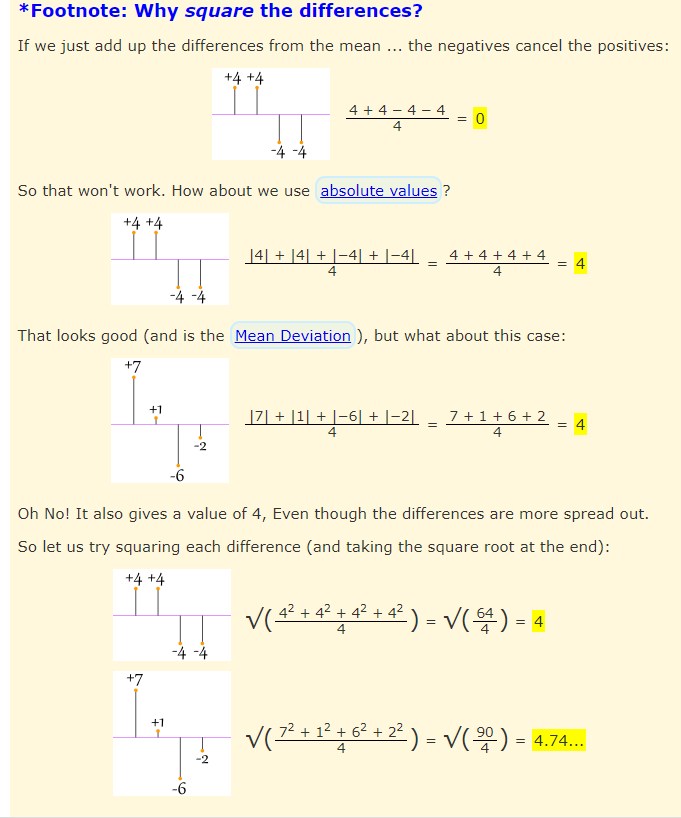 *Footnote: Why square the differences?
If we just add up the differences from the mean ... the negatives cancel the positives:
+4 +4
-4 -4
4 + 4 − 4 − 4
4
= 0
So that won't work. How about we use absolute values ?
+4 +4
-4 -4
|4| + |4| + |−4| + |−4|
4
= 4 + 4 + 4 + 4
4
= 4
That looks good (and is the Mean Deviation ), but what about this case:
+7
+1
-2
-6
|7| + |1| + |−6| + |−2|
4
= 7 + 1 + 6 + 2
4
= 4
Oh No! It also gives a value of 4, Even though the differences are more spread out.
So let us try squaring each difference (and taking the square root at the end):
+4 +4
-4 -4
√( 4² + 4² + 4² + 4²
4
) = √( 64
4
) = 4
+7
+1
-2
-6
√( 7² + 1² + 6² + 2²
4
) = √( 90
4
) = 4.74...